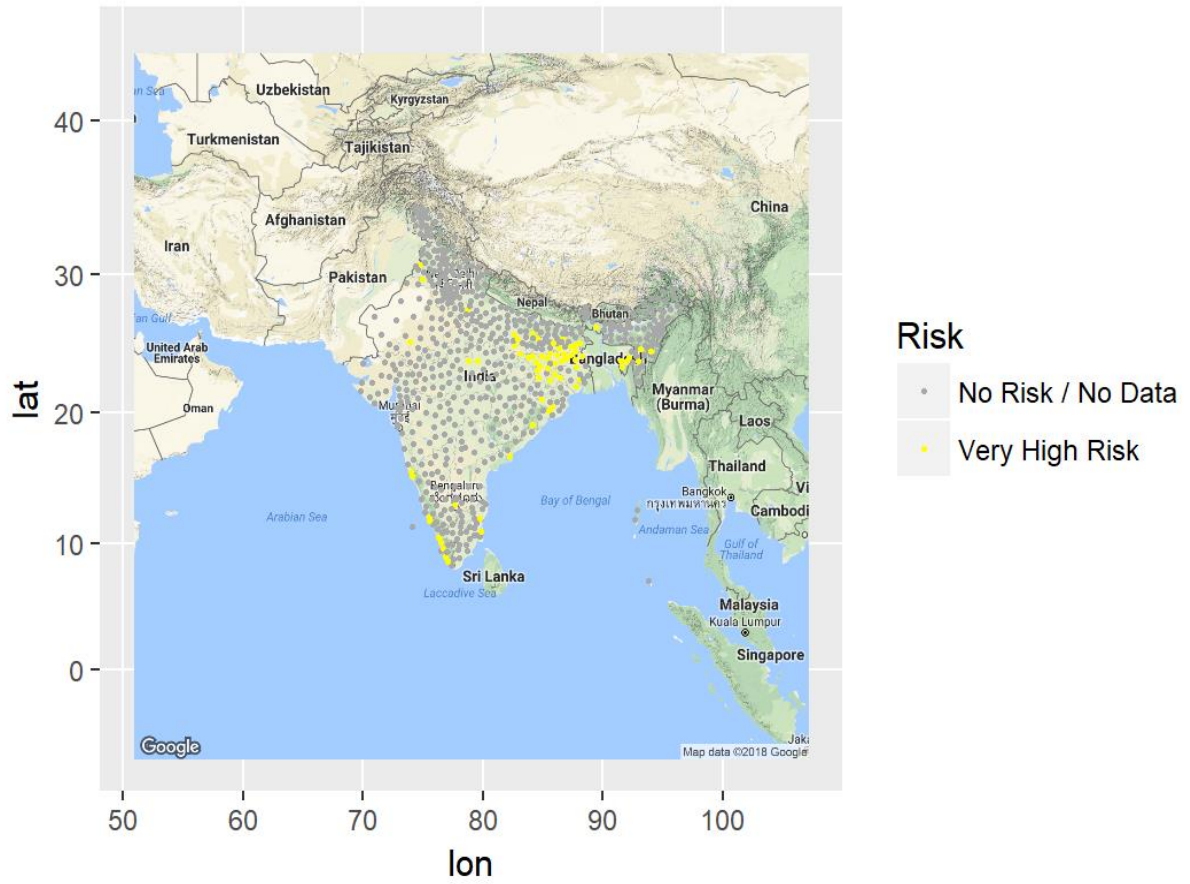 Uzbekistan
Kyrgyzstan
Turkmenistan
Tajikistan
China
Afghanistan
Iran
Pakistan
Nepal
Bhutan
United Arab
Emirates
Bangladesh
India
Oman
Mumbai
Myanmar
(Burma)
Laos
Thailand
Bengaluru
Bangkok
กรุงเทพมหานคร
Bay of Bengal
Arabian Sea
Andaman Sea
Gulf of
Thailand
Sri Lanka
Laccadive Sea
Malaysia
Kuala Lumpur
Singapore
Google
Map data ©2018 Google
40
30
20
10
0
lat
50 60 70 80 90 100
lon
Risk
No Risk / No Data
Very High Risk